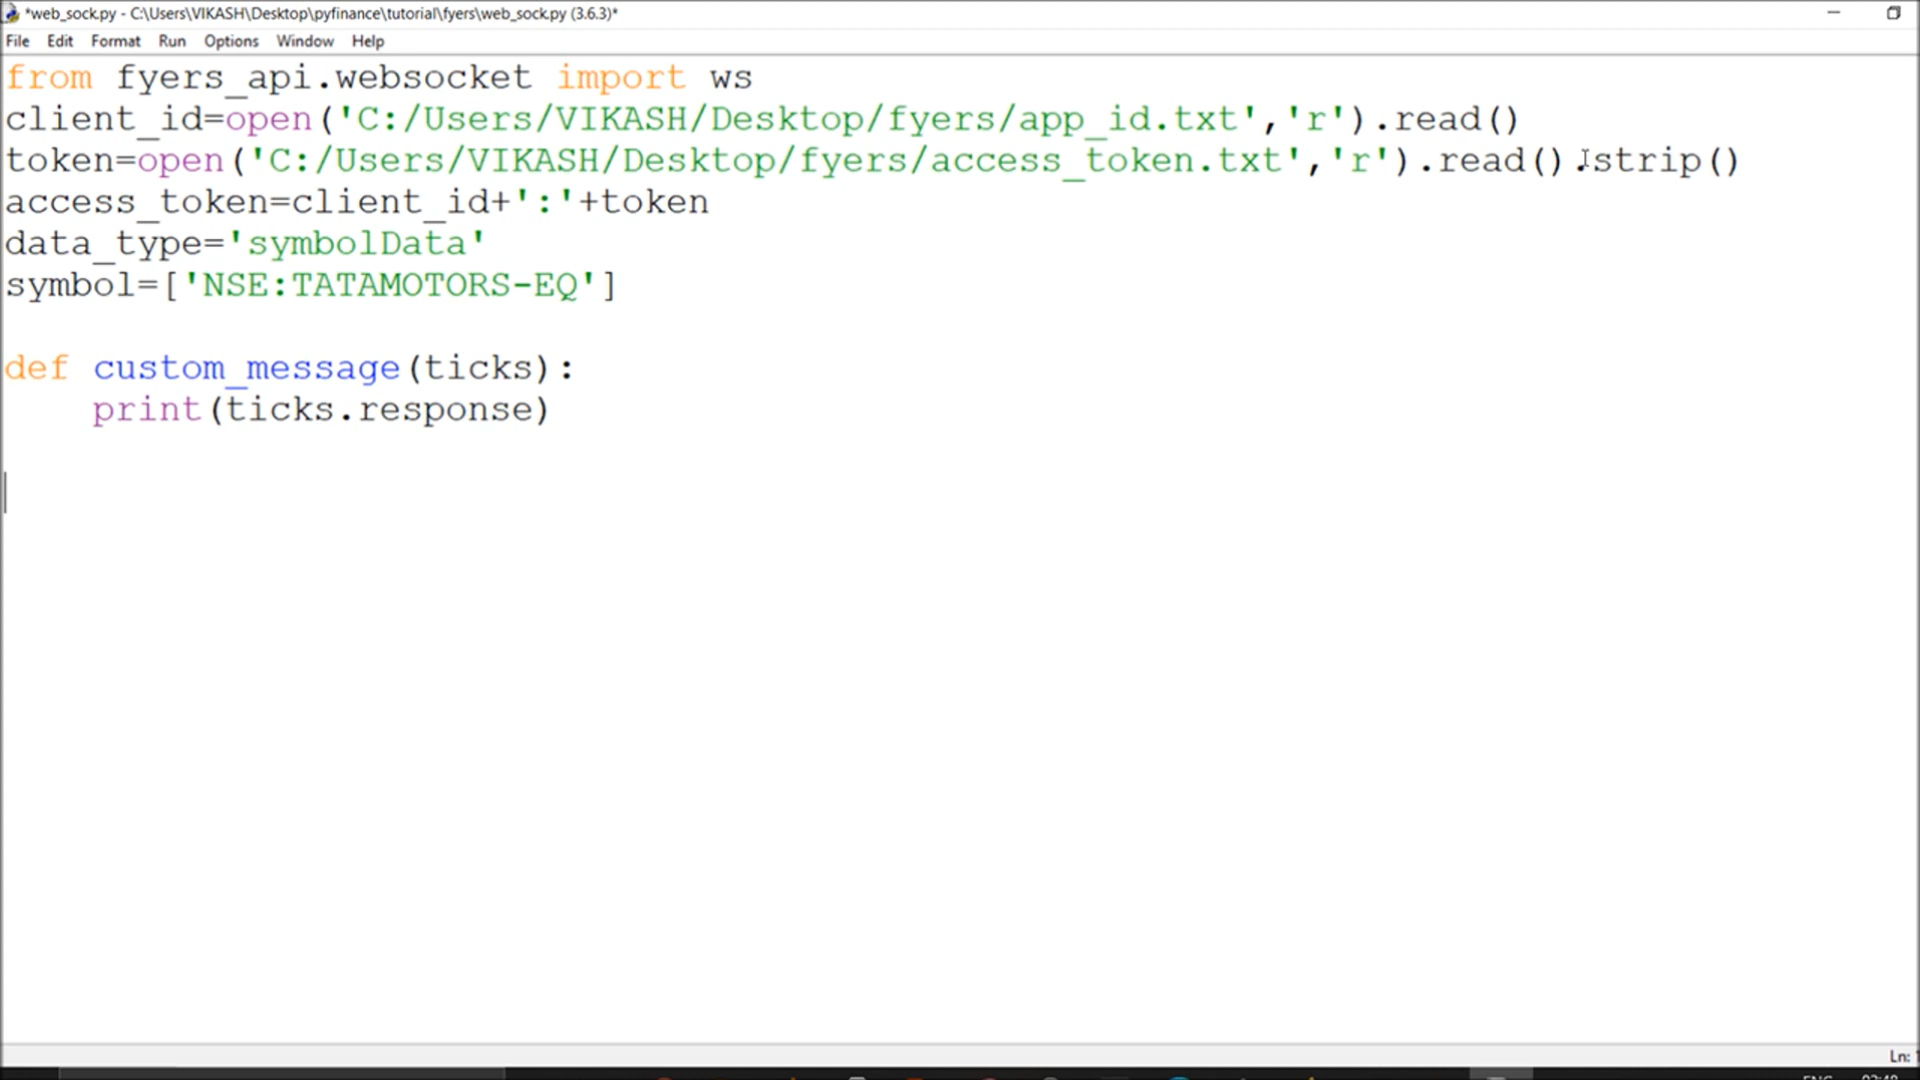 *web_sock.py - C:\Users\VIKASH\Desktop\pyfinance\tutorial\fyers\web_sock.py (3.6.3)*
File Edit Format Run Options Window Help
from fyers_api.websocket import ws
client_id=open('C:/Users/VIKASH/Desktop/fyers/app_id.txt','r').read()
token=open('C:/Users/VIKASH/Desktop/fyers/access_token.txt','r').read().strip()
access_token=client_id+':'+token
data_type='symbolData'
symbol=['NSE:TATAMOTORS-EQ']
def custom_message(ticks):
    print(ticks.response)
Ln: